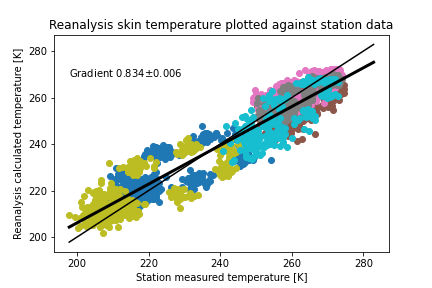 Reanalysis skin temperature plotted against station data
Gradient 0.834±0.006
Reanalysis calculated temperature [K]
280
260
240
220
200
200 220 240 260 280
Station measured temperature [K]